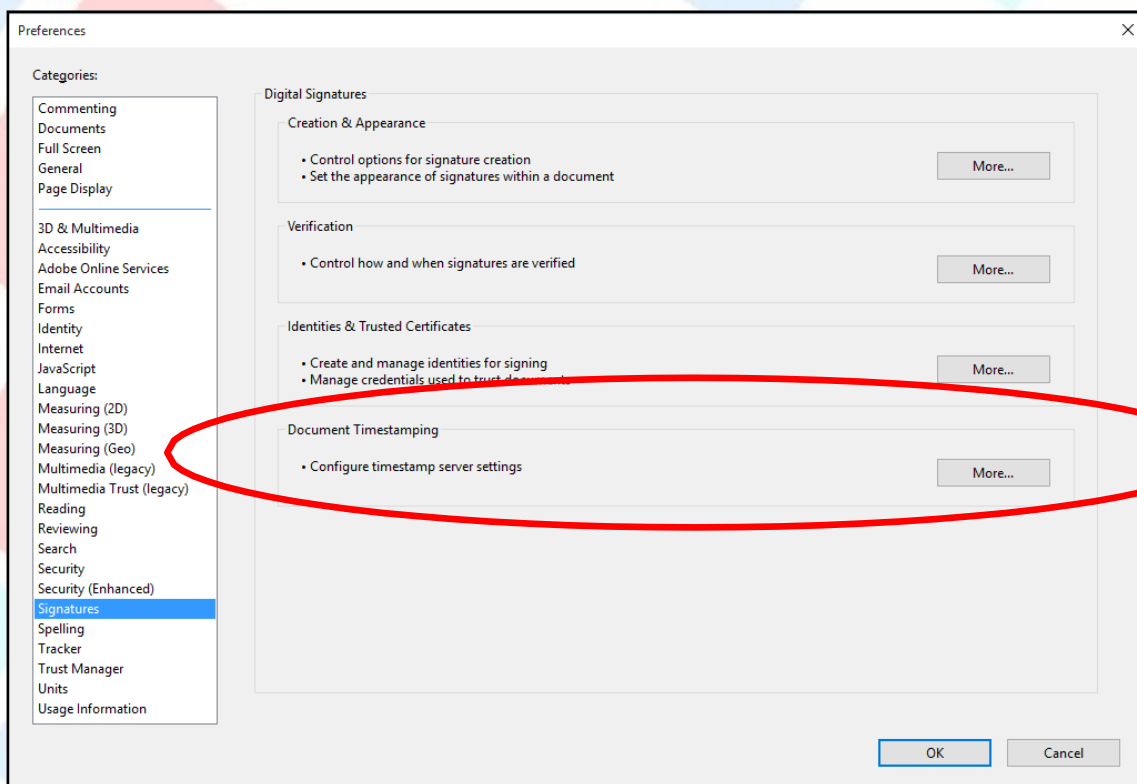 Preferences
Categories:
Commenting
Documents
Full Screen
General
Page Display
3D & Multimedia
Accessibility
Adobe Online Services
Email Accounts
Forms
Identity
Internet
JavaScript
Language
Measuring (2D)
Measuring (3D)
Measuring (Geo)
Multimedia (legacy)
Multimedia Trust (legacy)
Reading
Reviewing
Search
Security
Security (Enhanced)
Signatures
Spelling
Tracker
Trust Manager
Units
Usage Information
Digital Signatures
Creation & Appearance
• Control options for signature creation
• Set the appearance of signatures within a document
More...
Verification
• Control how and when signatures are verified
More...
Identities & Trusted Certificates
• Create and manage identities for signing
• Manage credentials used to trust documents
More...
Document Timestamping
• Configure timestamp server settings
More...
OK
Cancel